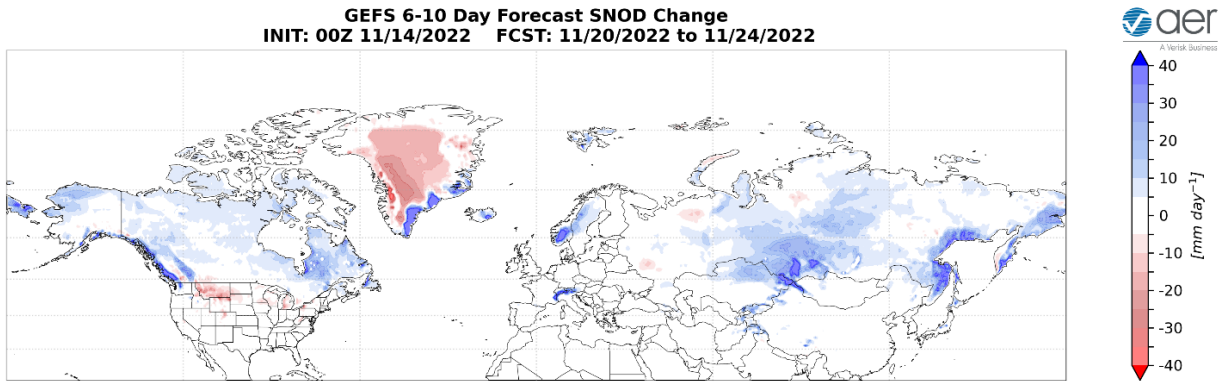 GEFS 6-10 Day Forecast SNOD Change
INIT: 00Z 11/14/2022 FCST: 11/20/2022 to 11/24/2022
aer
A Verisk Business
40
30
20
10
0
-10
-20
-30
-40
[mm day⁻¹]